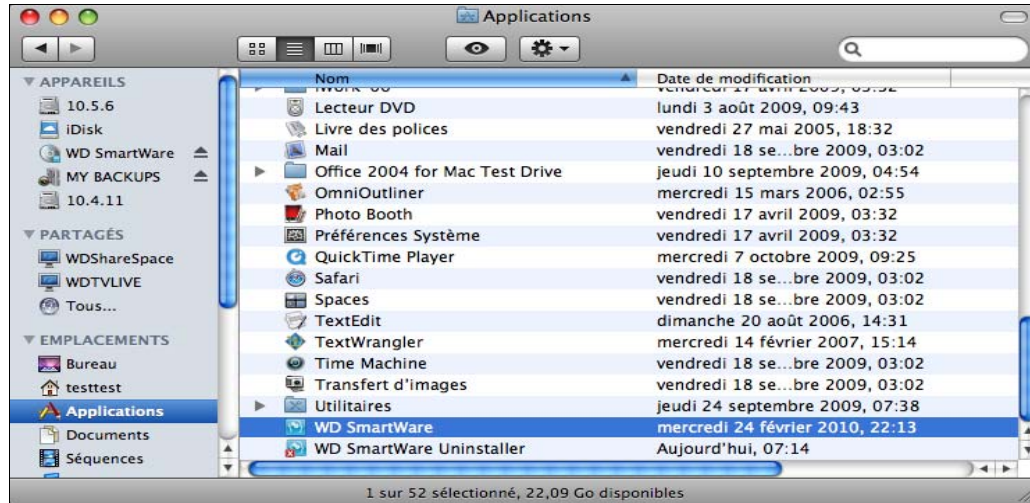 Applications
APPAREILS
10.5.6
iDisk
WD SmartWare
MY BACKUPS
10.4.11
PARTAGÉS
WDShareSpace
WDTVLIVE
Tous...
EMPLACEMENTS
Bureau
testtest
Applications
Documents
Séquences
Nom Date de modification
Lecteur DVD lundi 3 août 2009, 09:43
Livre des polices vendredi 27 mai 2005, 18:32
Mail vendredi 18 se...bre 2009, 03:02
Office 2004 for Mac Test Drive jeudi 10 septembre 2009, 04:54
OmniOutliner mercredi 15 mars 2006, 02:55
Photo Booth vendredi 17 avril 2009, 03:32
Préférences Système vendredi 17 avril 2009, 03:32
QuickTime Player mercredi 7 octobre 2009, 09:25
Safari vendredi 18 se...bre 2009, 03:02
Spaces vendredi 18 se...bre 2009, 03:02
TextEdit dimanche 20 août 2006, 14:31
TextWrangler mercredi 14 février 2007, 15:14
Time Machine vendredi 18 se...bre 2009, 03:02
Transfert d'images vendredi 18 se...bre 2009, 03:02
Utilitaires jeudi 24 septembre 2009, 07:38
WD SmartWare mercredi 24 février 2010, 22:13
WD SmartWare Uninstaller Aujourd'hui, 07:14
1 sur 52 sélectionné, 22,09 Go disponibles